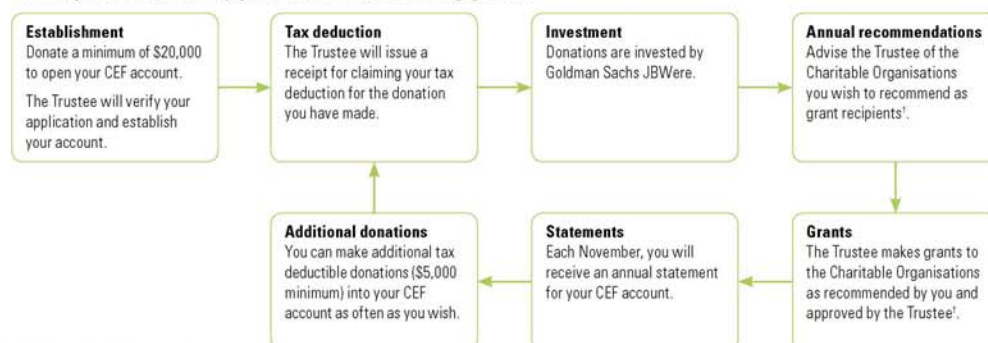 Establishment
Donate a minimum of $20,000
to open your CEF account.
The Trustee will verify your
application and establish
your account.
Tax deduction
The Trustee will issue a
receipt for claiming your tax
deduction for the donation
you have made.
Investment
Donations are invested by
Goldman Sachs JBWere.
Annual recommendations
Advise the Trustee of the
Charitable Organisations
you wish to recommend as
grant recipients†.
Additional donations
You can make additional tax
deductible donations ($5,000
minimum) into your CEF
account as often as you wish.
Statements
Each November, you will
receive an annual statement
for your CEF account.
Grants
The Trustee makes grants to
the Charitable Organisations
as recommended by you and
approved by the Trustee†.